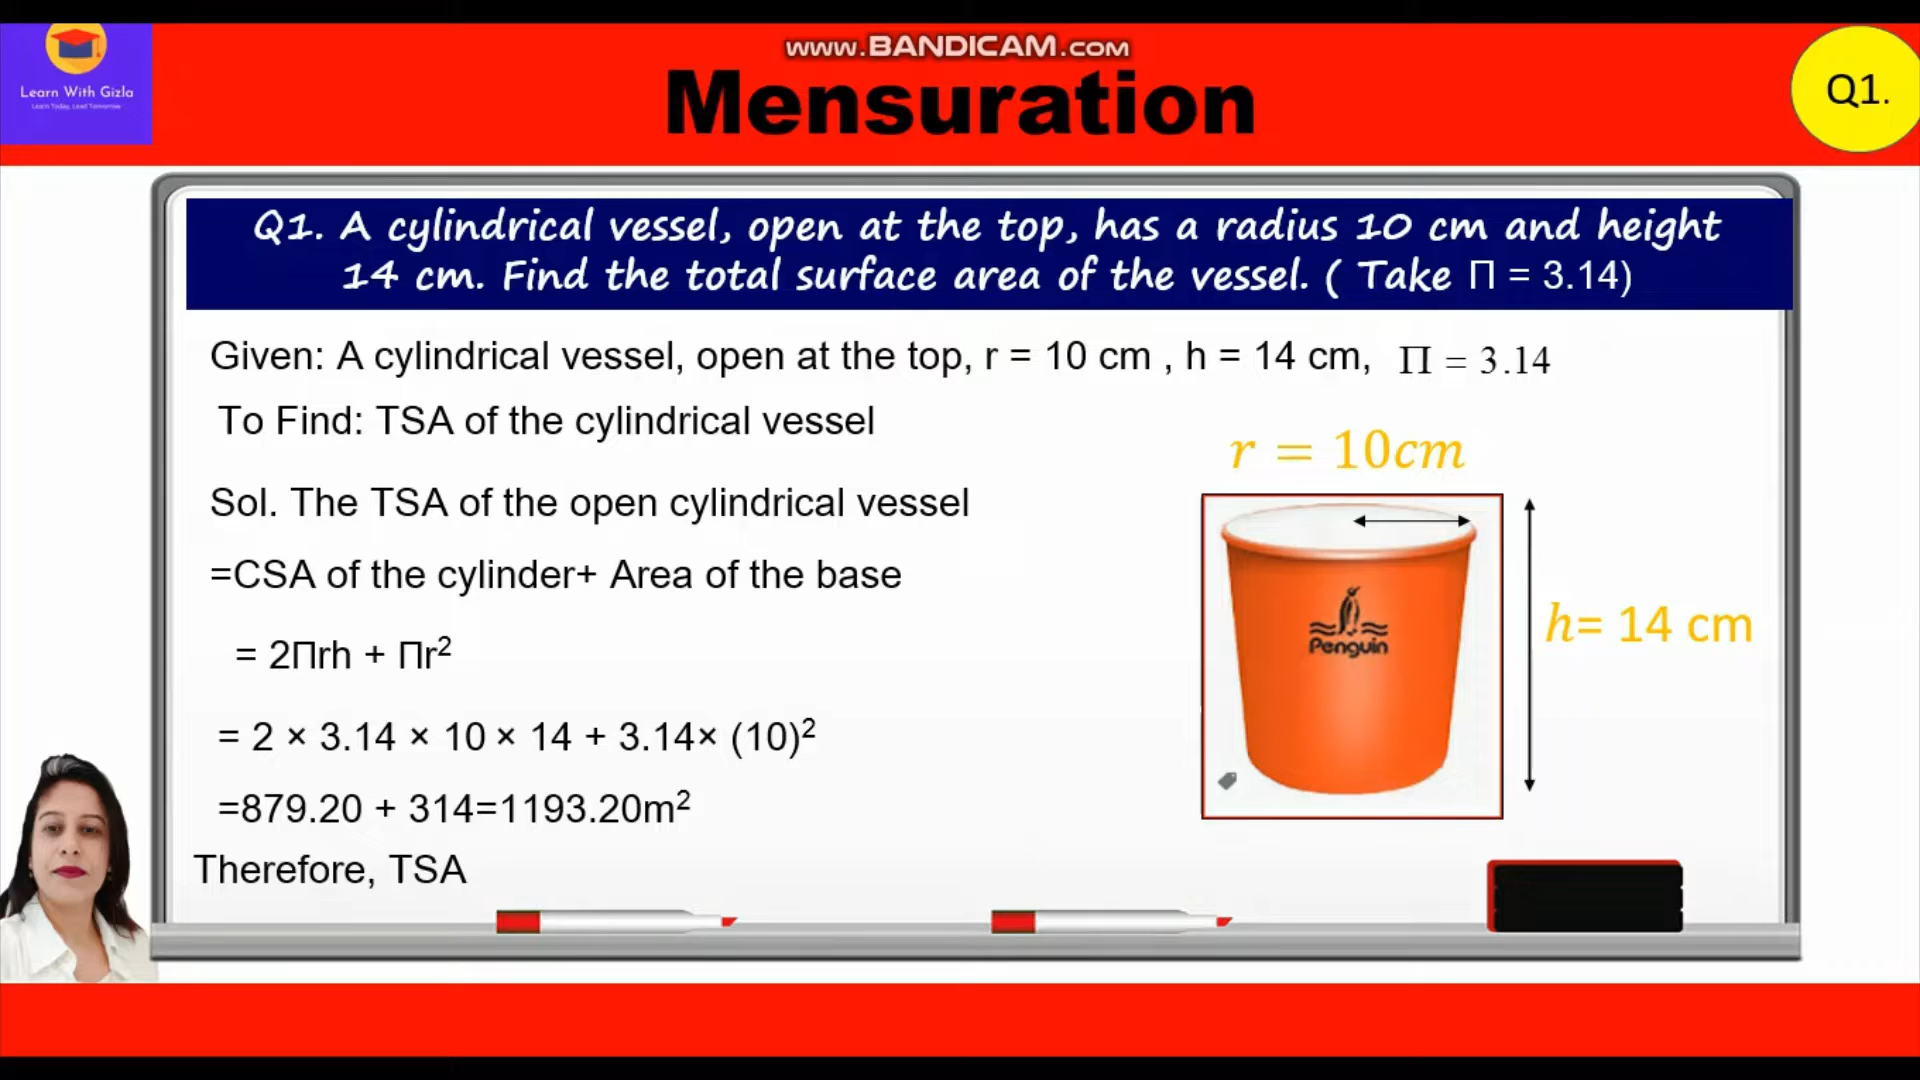 www.BANDICAM.com
Learn With Gizla
Learn Today, Lead Tomorrow
Mensuration
Q1.
Q1. A cylindrical vessel, open at the top, has a radius 10 cm and height
14 cm. Find the total surface area of the vessel. ( Take Π = 3.14)
Given: A cylindrical vessel, open at the top, r = 10 cm , h = 14 cm, Π = 3.14
To Find: TSA of the cylindrical vessel
r = 10cm
Sol. The TSA of the open cylindrical vessel
=CSA of the cylinder+ Area of the base
Penguin
h= 14 cm
= 2Πrh + Πr²
= 2 × 3.14 × 10 × 14 + 3.14× (10)²
=879.20 + 314=1193.20m²
Therefore, TSA